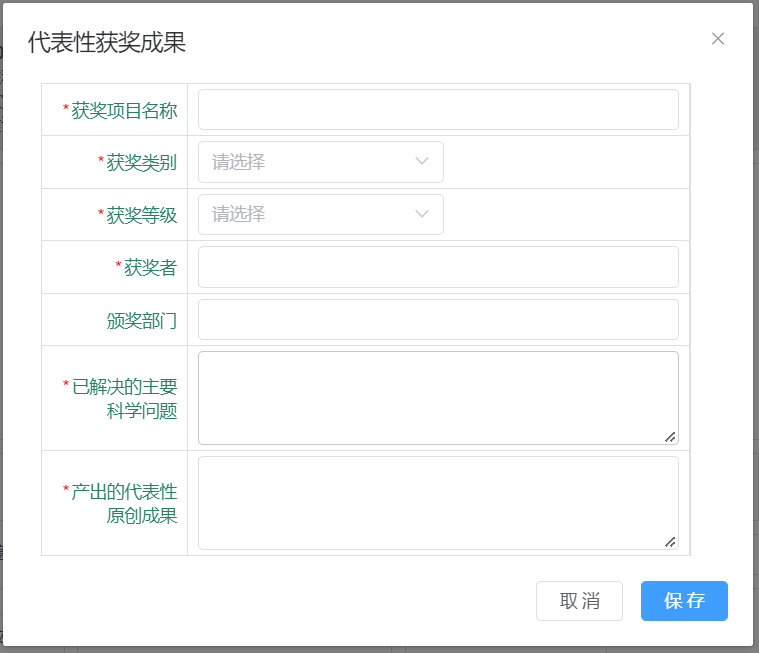 代表性获奖成果
*获奖项目名称
*获奖类别
请选择
*获奖等级
请选择
*获奖者
颁奖部门
*已解决的主要
科学问题
*产出的代表性
原创成果
取消
保存